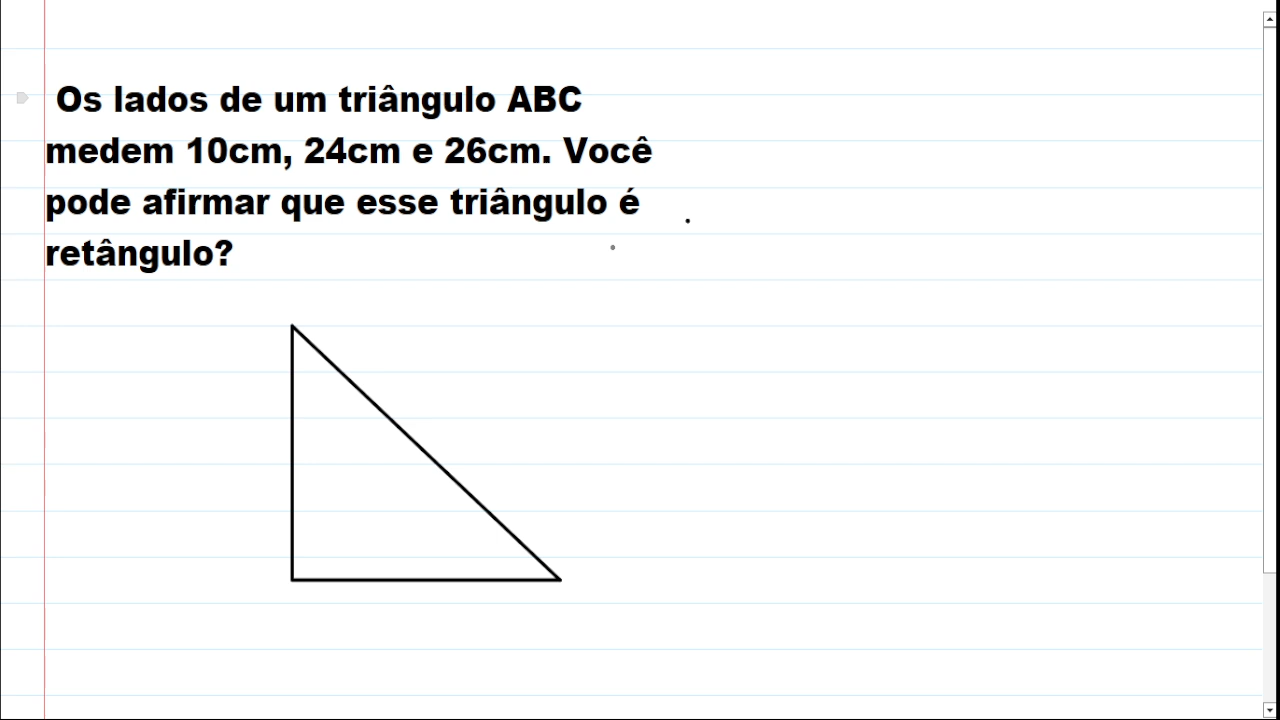 Os lados de um triângulo ABC
medem 10cm, 24cm e 26cm. Você
pode afirmar que esse triângulo é
retângulo?